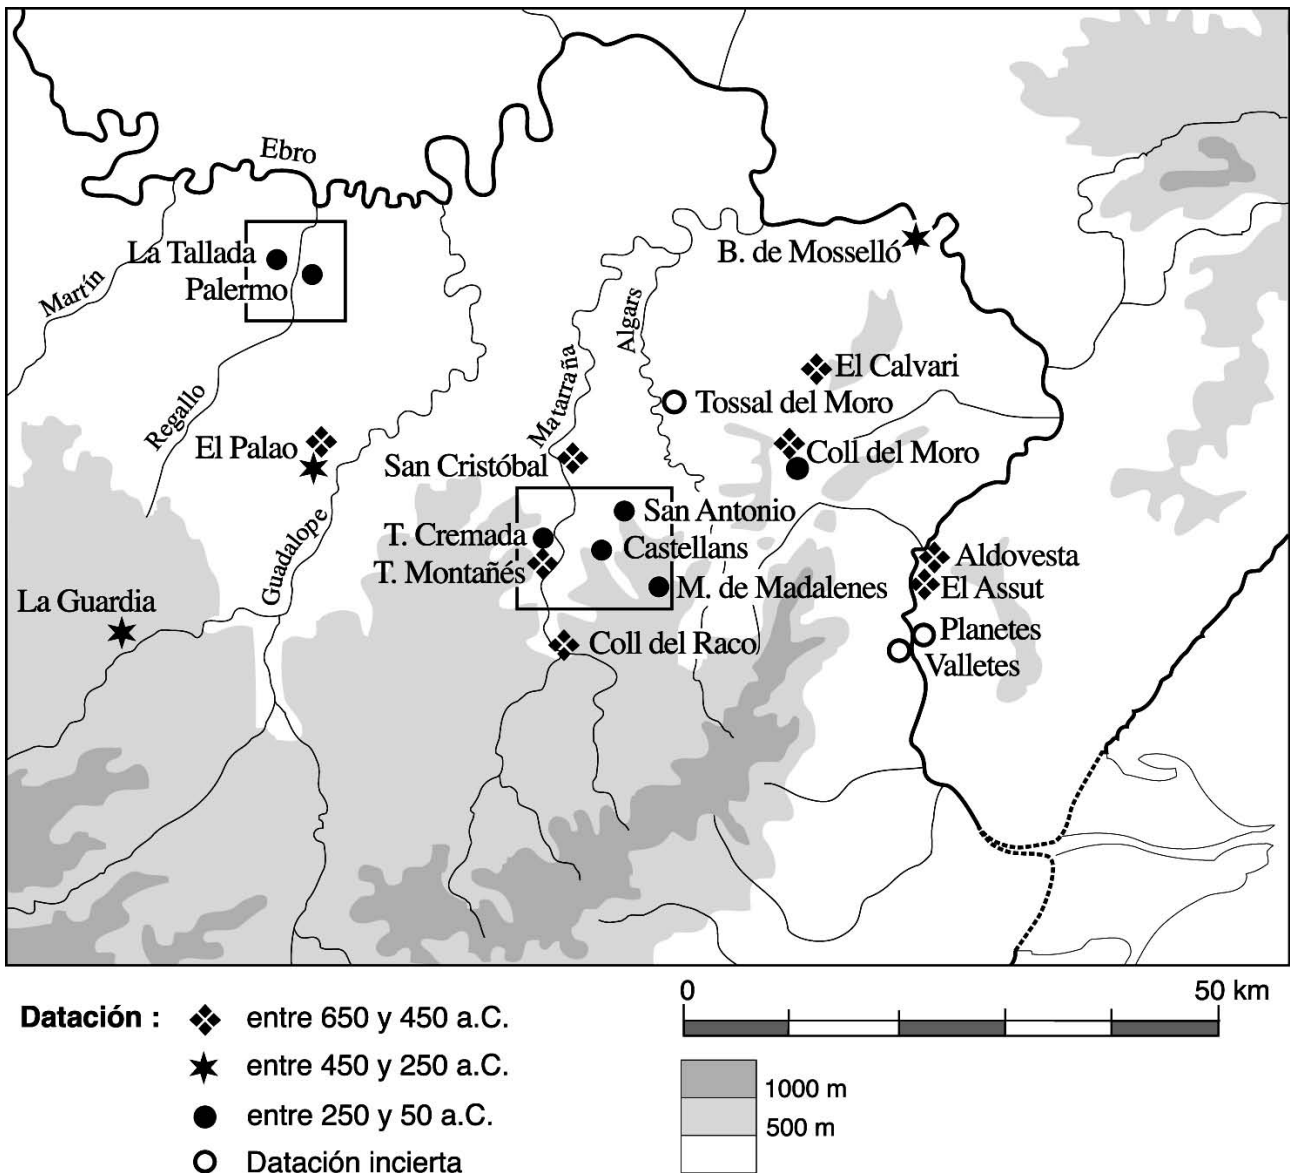 Ebro
La Tallada
Palermo
Martín
Regallo
B. de Mosselló
Algars
Matarraña
El Calvari
Tossal del Moro
El Palao
San Cristóbal
Coll del Moro
Guadalope
San Antonio
T. Cremada
Castellans
T. Montañés
M. de Madalenes
Aldovesta
El Assut
La Guardia
Coll del Raco
Planetes
Valletes
Datación :
entre 650 y 450 a.C.
entre 450 y 250 a.C.
entre 250 y 50 a.C.
Datación incierta
0 50 km
1000 m
500 m